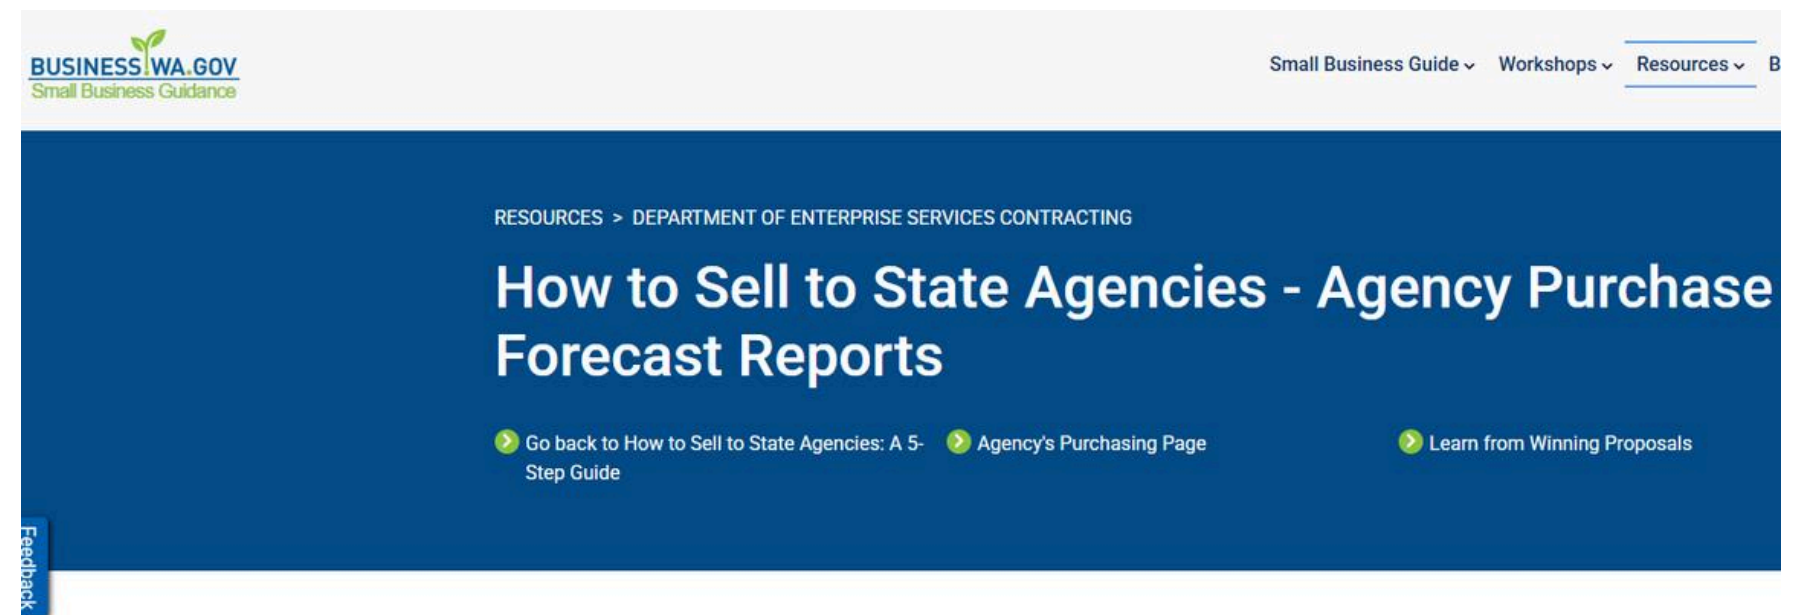 BUSINESS.WA.GOV
Small Business Guidance
Small Business Guide
Workshops
Resources
B
RESOURCES > DEPARTMENT OF ENTERPRISE SERVICES CONTRACTING
How to Sell to State Agencies - Agency Purchase
Forecast Reports
Go back to How to Sell to State Agencies: A 5-
Step Guide
Agency's Purchasing Page
Learn from Winning Proposals
Feedback